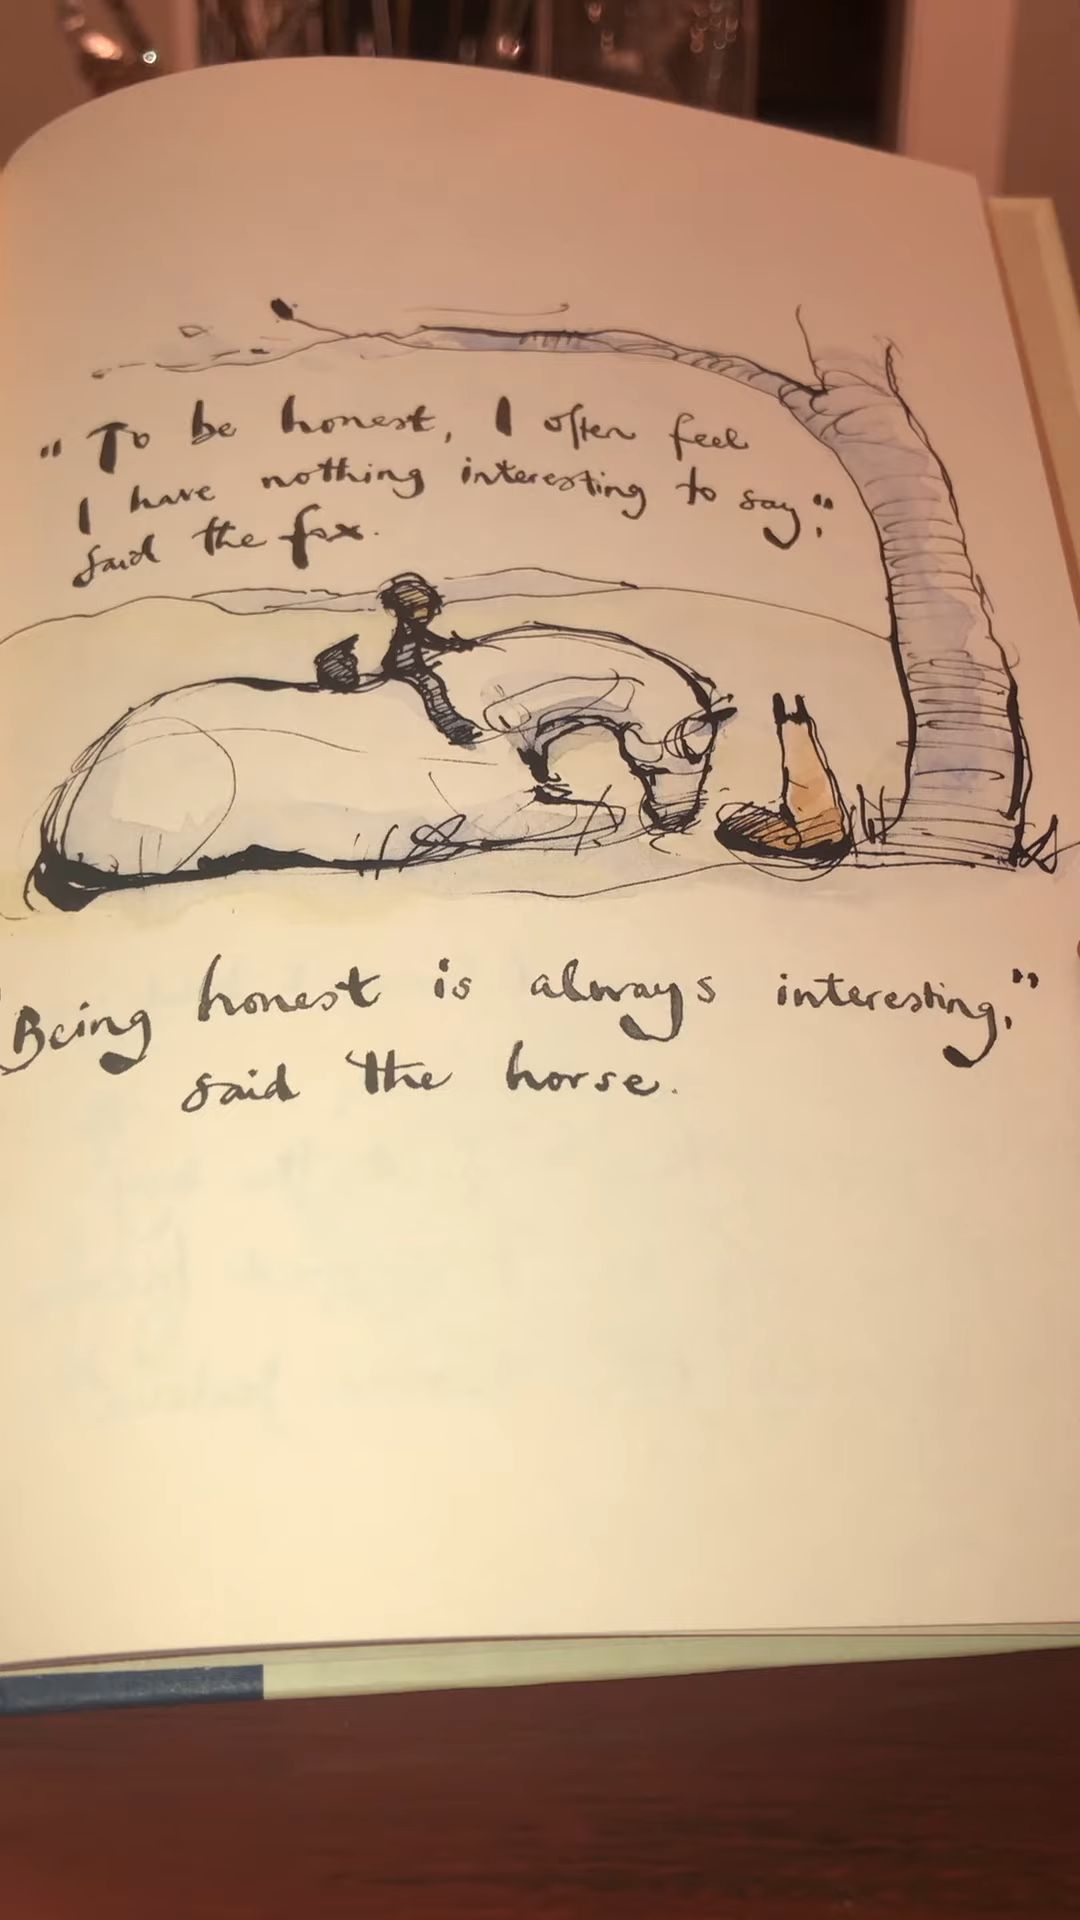 "To be honest, I often feel
I have nothing interesting to say,"
said the fox.
"Being honest is always interesting,"
said the horse.